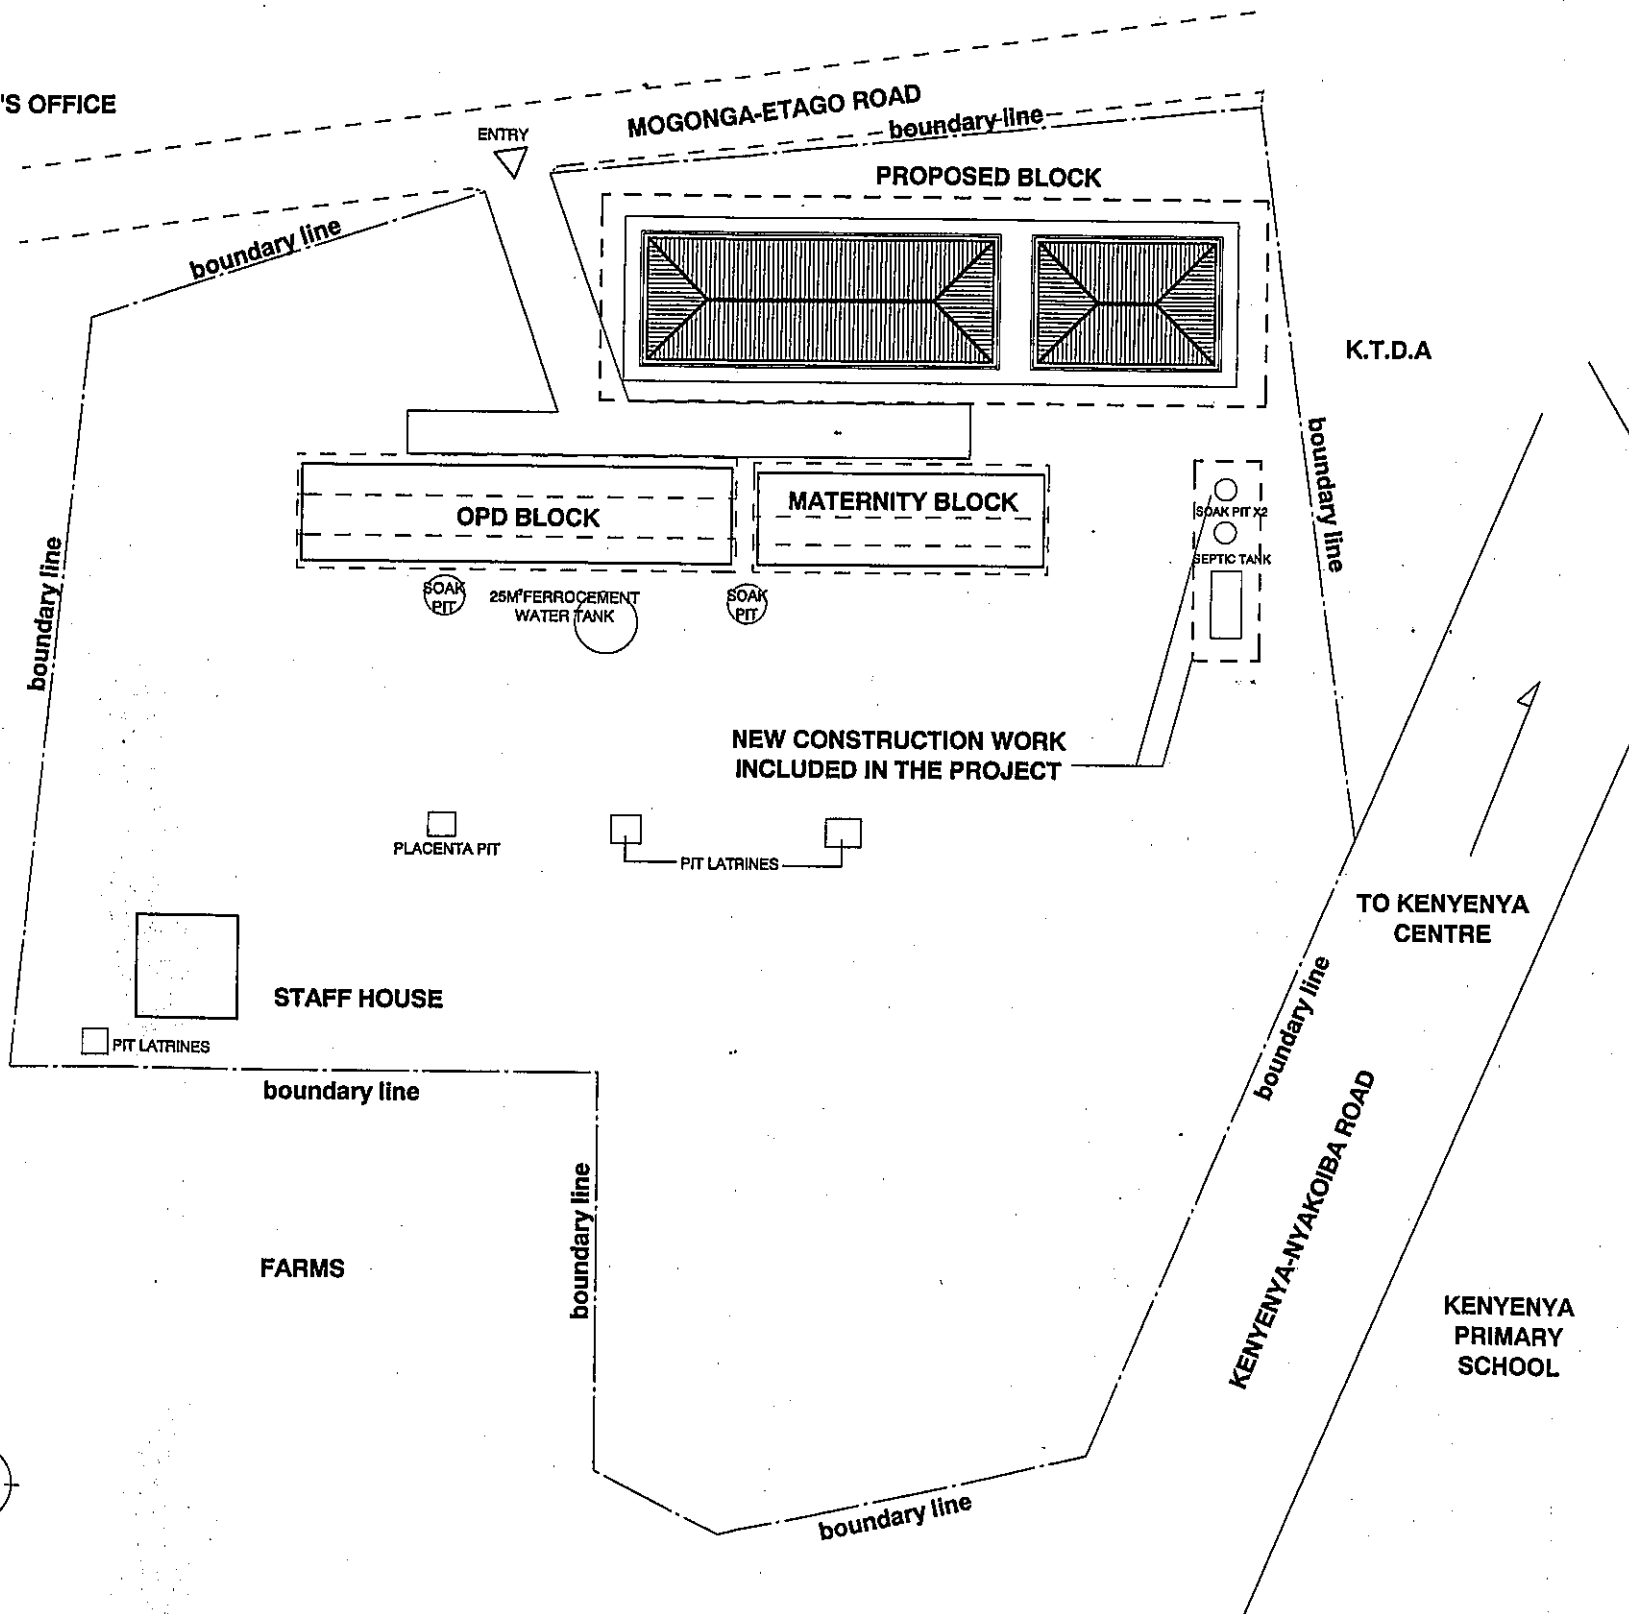 'S OFFICE
MOGONGA-ETAGO ROAD
boundary line
ENTRY
PROPOSED BLOCK
boundary line
K.T.D.A
boundary line
OPD BLOCK
MATERNITY BLOCK
SOAK PIT X2
SEPTIC TANK
boundary line
SOAK
PIT
25M³FERROCEMENT
WATER TANK
SOAK
PIT
NEW CONSTRUCTION WORK
INCLUDED IN THE PROJECT
PLACENTA PIT
PIT LATRINES
TO KENYENYA
CENTRE
STAFF HOUSE
PIT LATRINES
boundary line
boundary line
KENYENYA-NYAKOIBA ROAD
boundary line
FARMS
KENYENYA
PRIMARY
SCHOOL
boundary line